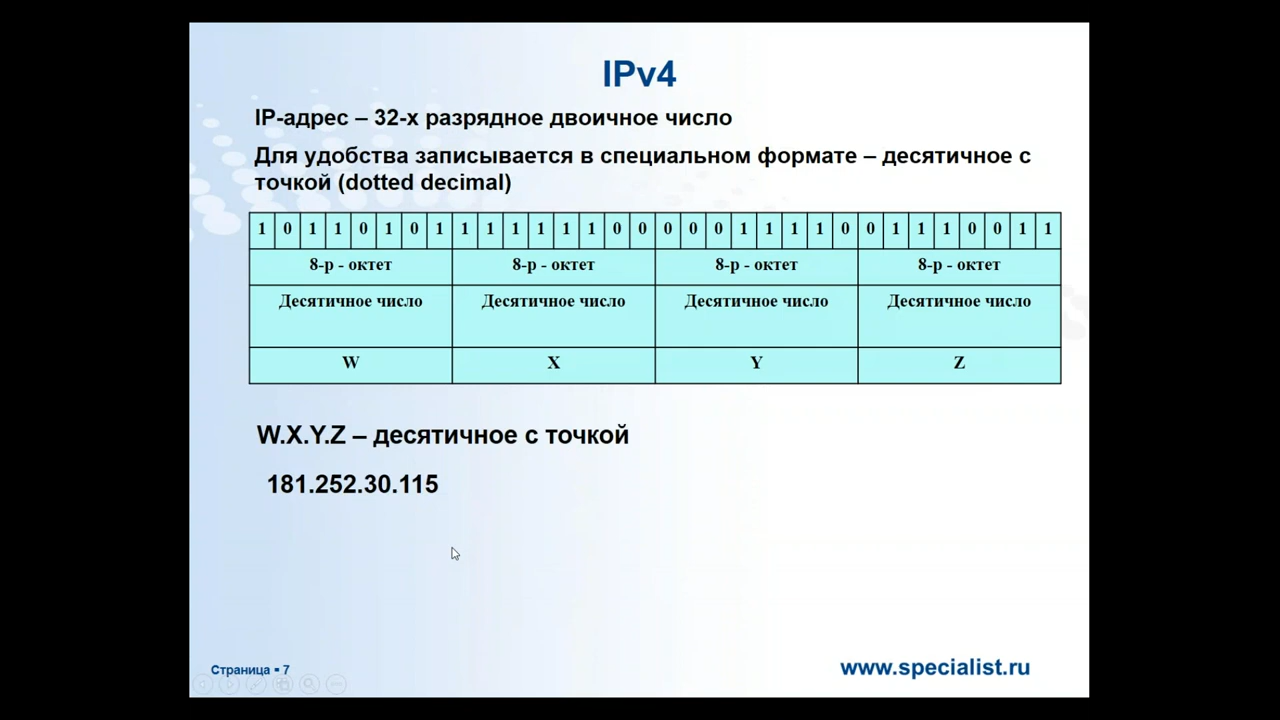 IPv4
IP-адрес – 32-х разрядное двоичное число
Для удобства записывается в специальном формате – десятичное с
точкой (dotted decimal)
1 0 1 1 0 1 0 1 1 1 1 1 1 1 0 0 0 0 0 1 1 1 1 0 0 1 1 1 0 0 1 1
8-р - октет 8-р - октет 8-р - октет 8-р - октет
Десятичное число Десятичное число Десятичное число Десятичное число
W X Y Z
W.X.Y.Z – десятичное с точкой
181.252.30.115
Страница ▪ 7
www.specialist.ru